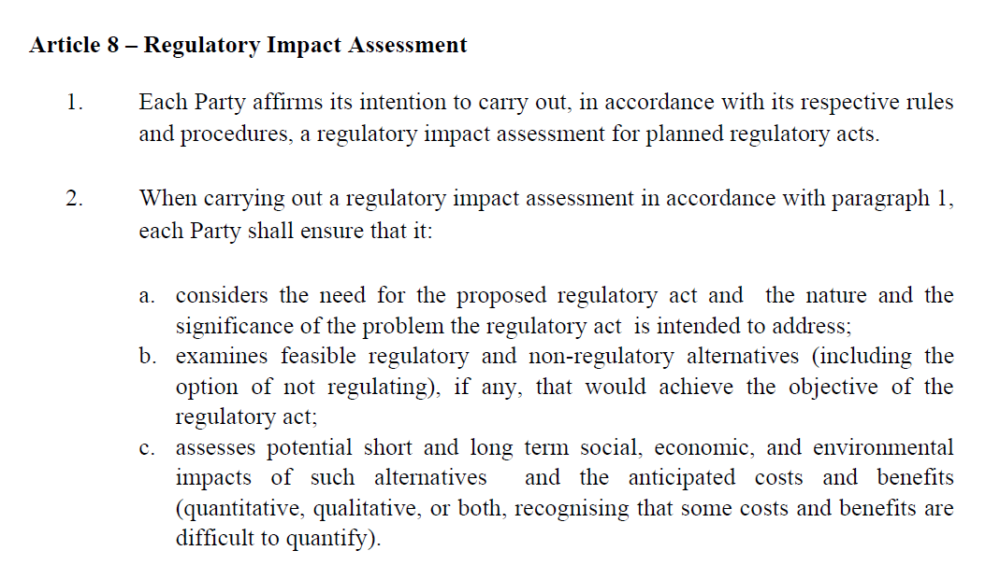 Article 8 – Regulatory Impact Assessment
1. Each Party affirms its intention to carry out, in accordance with its respective rules
and procedures, a regulatory impact assessment for planned regulatory acts.
2. When carrying out a regulatory impact assessment in accordance with paragraph 1,
each Party shall ensure that it:
a. considers the need for the proposed regulatory act and the nature and the
significance of the problem the regulatory act is intended to address;
b. examines feasible regulatory and non-regulatory alternatives (including the
option of not regulating), if any, that would achieve the objective of the
regulatory act;
c. assesses potential short and long term social, economic, and environmental
impacts of such alternatives and the anticipated costs and benefits
(quantitative, qualitative, or both, recognising that some costs and benefits are
difficult to quantify).